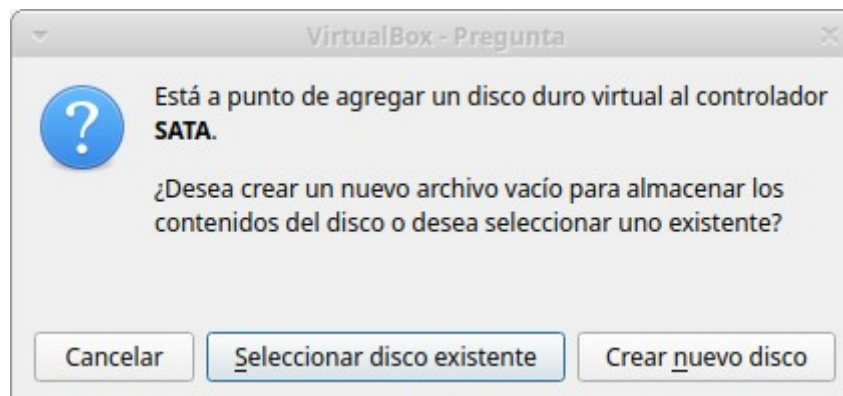 VirtualBox - Pregunta
Está a punto de agregar un disco duro virtual al controlador
SATA.
¿Desea crear un nuevo archivo vacío para almacenar los
contenidos del disco o desea seleccionar uno existente?
Cancelar
Seleccionar disco existente
Crear nuevo disco